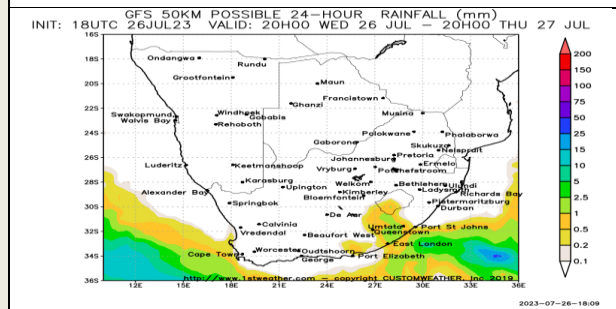 GFS 50KM POSSIBLE 24-HOUR RAINFALL (mm)
INIT: 18UTC 26JUL23 VALID: 20H00 WED 26 JUL - 20H00 THU 27 JUL
16S
18S
20S
22S
24S
26S
28S
30S
32S
34S
36S
Ondangwa
Rundu
Grootfontein
Maun
Francistown
Ghanzi
Swakopmund
Windhoek
Gobabis
Musina
Walvis Bay
Rehoboth
Polokwane
Phalaborwa
Gaborone
Skukuza
Nelspruit
Pretoria
Johannesburg
Ermelo
Luderitz
Keetmanshoop
Vryburg
Potchefstroom
Karasburg
Welkom
Bethlehem
Ulundi
Alexander Bay
Upington
Kimberley
Ladysmith
Richards Bay
Bloemfontein
Springbok
Pietermaritzburg
Durban
De Aar
Calvinia
Umtata
Port St Johns
Vredendal
Beaufort West
Queenstown
East London
Cape Town
Worcester
Oudtshoorn
George
Port Elizabeth
http://www.1stweather.com - copyright CUSTOMWEATHER, Inc 2019
12E 15E 18E 21E 24E 27E 30E 33E 36E
200
150
100
75
50
25
15
10
5
2.5
1
0.5
0.2
0.1
2023-07-26-18:09